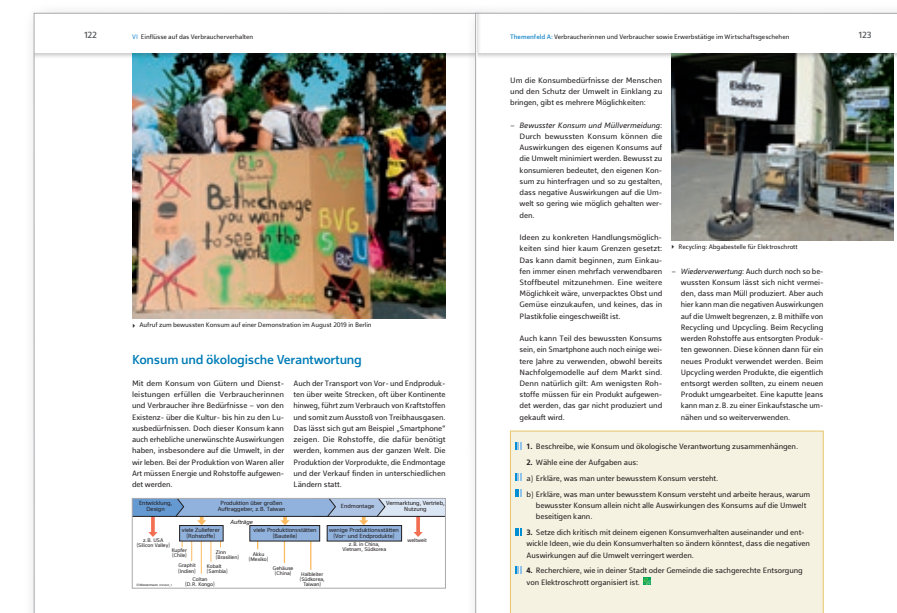 122
VI Einflüsse auf das Verbraucherverhalten
Bio
Vegan
Be the change
you want
to see in the
world
BVG
S
CU
▸ Aufruf zum bewussten Konsum auf einer Demonstration im August 2019 in Berlin
Konsum und ökologische Verantwortung
Mit dem Konsum von Gütern und Dienst-
leistungen erfüllen die Verbraucherinnen
und Verbraucher ihre Bedürfnisse – von den
Existenz- über die Kultur- bis hin zu den Lu-
xusbedürfnissen. Doch dieser Konsum kann
auch erhebliche unerwünschte Auswirkungen
haben, insbesondere auf die Umwelt, in der
wir leben. Bei der Produktion von Waren aller
Art müssen Energie und Rohstoffe aufgewen-
det werden.
Auch der Transport von Vor- und Endproduk-
ten über weite Strecken, oft über Kontinente
hinweg, führt zum Verbrauch von Kraftstoffen
und somit zum Ausstoß von Treibhausgasen.
Das lässt sich gut am Beispiel „Smartphone“
zeigen. Die Rohstoffe, die dafür benötigt
werden, kommen aus der ganzen Welt. Die
Produktion der Vorprodukte, die Endmontage
und der Verkauf finden in unterschiedlichen
Ländern statt.
Entwicklung,
Design
Produktion über großen
Auftraggeber, z.B. Taiwan
Endmontage
Vermarktung, Vertrieb,
Nutzung
Aufträge
z.B. USA
(Silicon Valley)
viele Zulieferer
(Rohstoffe)
viele Produktionsstätten
(Bauteile)
wenige Produktionsstätten
(Vor- und Endprodukte)
z.B. in China,
Vietnam, Südkorea
weltweit
Kupfer
(Chile)
Zinn
(Brasilien)
Graphit
(Indien)
Kobalt
(Sambia)
Coltan
(D.R. Kongo)
Akku
(Mexiko)
Gehäuse
(China)
Halbleiter
(Südkorea,
Taiwan)
Themenfeld A: Verbraucherinnen und Verbraucher sowie Erwerbstätige im Wirtschaftsgeschehen
123
Um die Konsumbedürfnisse der Menschen
und den Schutz der Umwelt in Einklang zu
bringen, gibt es mehrere Möglichkeiten:
– Bewusster Konsum und Müllvermeidung:
Durch bewussten Konsum können die
Auswirkungen des eigenen Konsums auf
die Umwelt minimiert werden. Bewusst zu
konsumieren bedeutet, den eigenen Kon-
sum zu hinterfragen und so zu gestalten,
dass negative Auswirkungen auf die Um-
welt so gering wie möglich gehalten wer-
den.
Ideen zu konkreten Handlungsmöglich-
keiten sind hier kaum Grenzen gesetzt:
Das kann damit beginnen, zum Einkau-
fen immer einen mehrfach verwendbaren
Stoffbeutel mitzunehmen. Eine weitere
Möglichkeit wäre, unverpacktes Obst und
Gemüse einzukaufen, und keines, das in
Plastikfolie eingeschweißt ist.
Auch kann Teil des bewussten Konsums
sein, ein Smartphone auch noch einige wei-
tere Jahre zu verwenden, obwohl bereits
Nachfolgemodelle auf dem Markt sind.
Denn natürlich gilt: Am wenigsten Roh-
stoffe müssen für ein Produkt aufgewen-
det werden, das gar nicht produziert und
gekauft wird.
Elektro-
Schrott
▸ Recycling: Abgabestelle für Elektroschrott
– Wiederverwertung: Auch durch noch so be-
wussten Konsum lässt sich nicht vermei-
den, dass man Müll produziert. Aber auch
hier kann man die negativen Auswirkungen
auf die Umwelt begrenzen, z. B mithilfe von
Recycling und Upcycling. Beim Recycling
werden Rohstoffe aus entsorgten Produk-
ten gewonnen. Diese können dann für ein
neues Produkt verwendet werden. Beim
Upcycling werden Produkte, die eigentlich
entsorgt werden sollten, zu einem neuen
Produkt umgearbeitet. Eine kaputte Jeans
kann man z. B. zu einer Einkaufstasche um-
nähen und so weiterverwenden.
1. Beschreibe, wie Konsum und ökologische Verantwortung zusammenhängen.
2. Wähle eine der Aufgaben aus:
a) Erkläre, was man unter bewusstem Konsum versteht.
b) Erkläre, was man unter bewusstem Konsum versteht und arbeite heraus, warum
bewusster Konsum allein nicht alle Auswirkungen des Konsums auf die Umwelt
beseitigen kann.
3. Setze dich kritisch mit deinem eigenen Konsumverhalten auseinander und ent-
wickle Ideen, wie du dein Konsumverhalten so ändern könntest, dass die negativen
Auswirkungen auf die Umwelt verringert werden.
4. Recherchiere, wie in deiner Stadt oder Gemeinde die sachgerechte Entsorgung
von Elektroschrott organisiert ist.